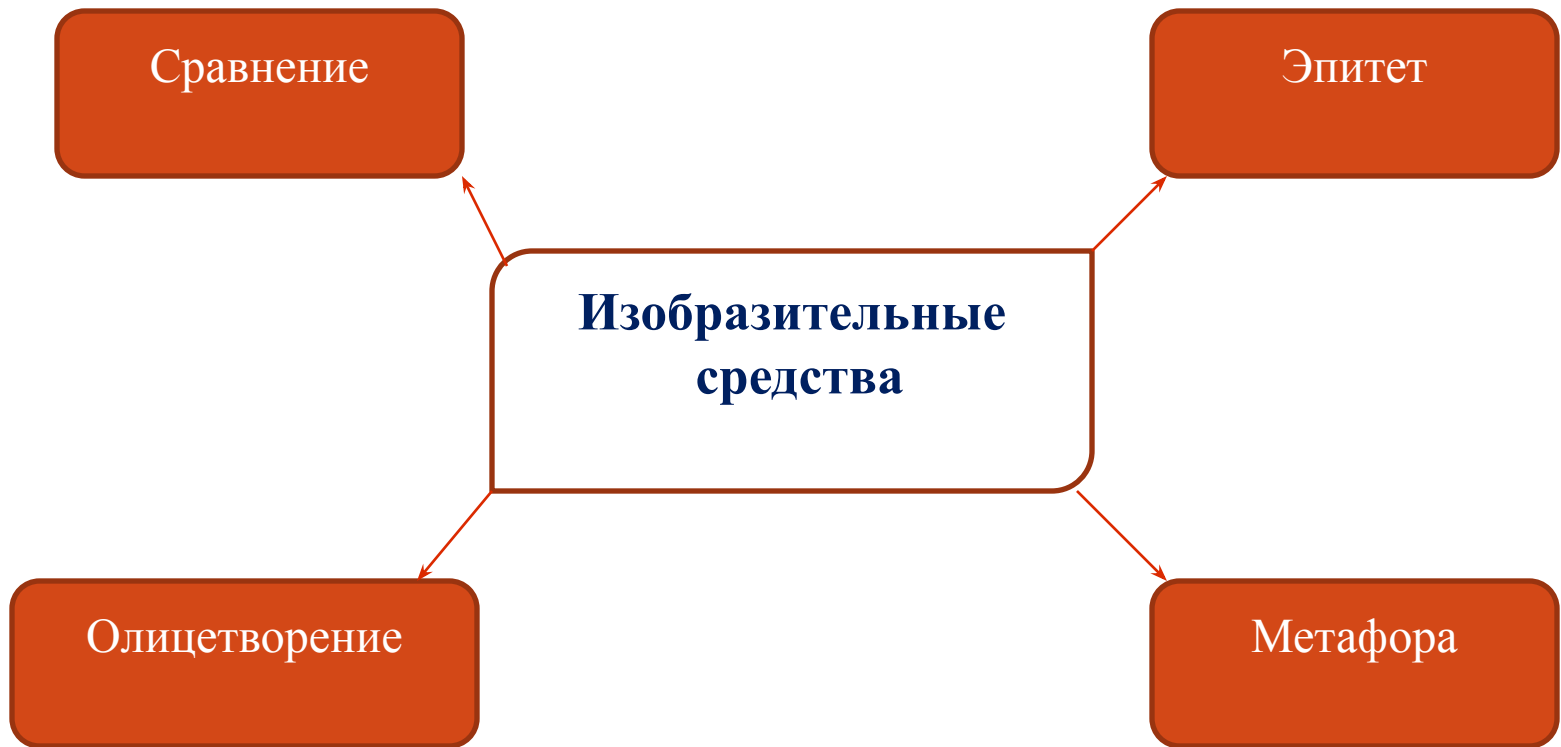 Сравнение
Эпитет
Изобразительные
средства
Олицетворение
Метафора